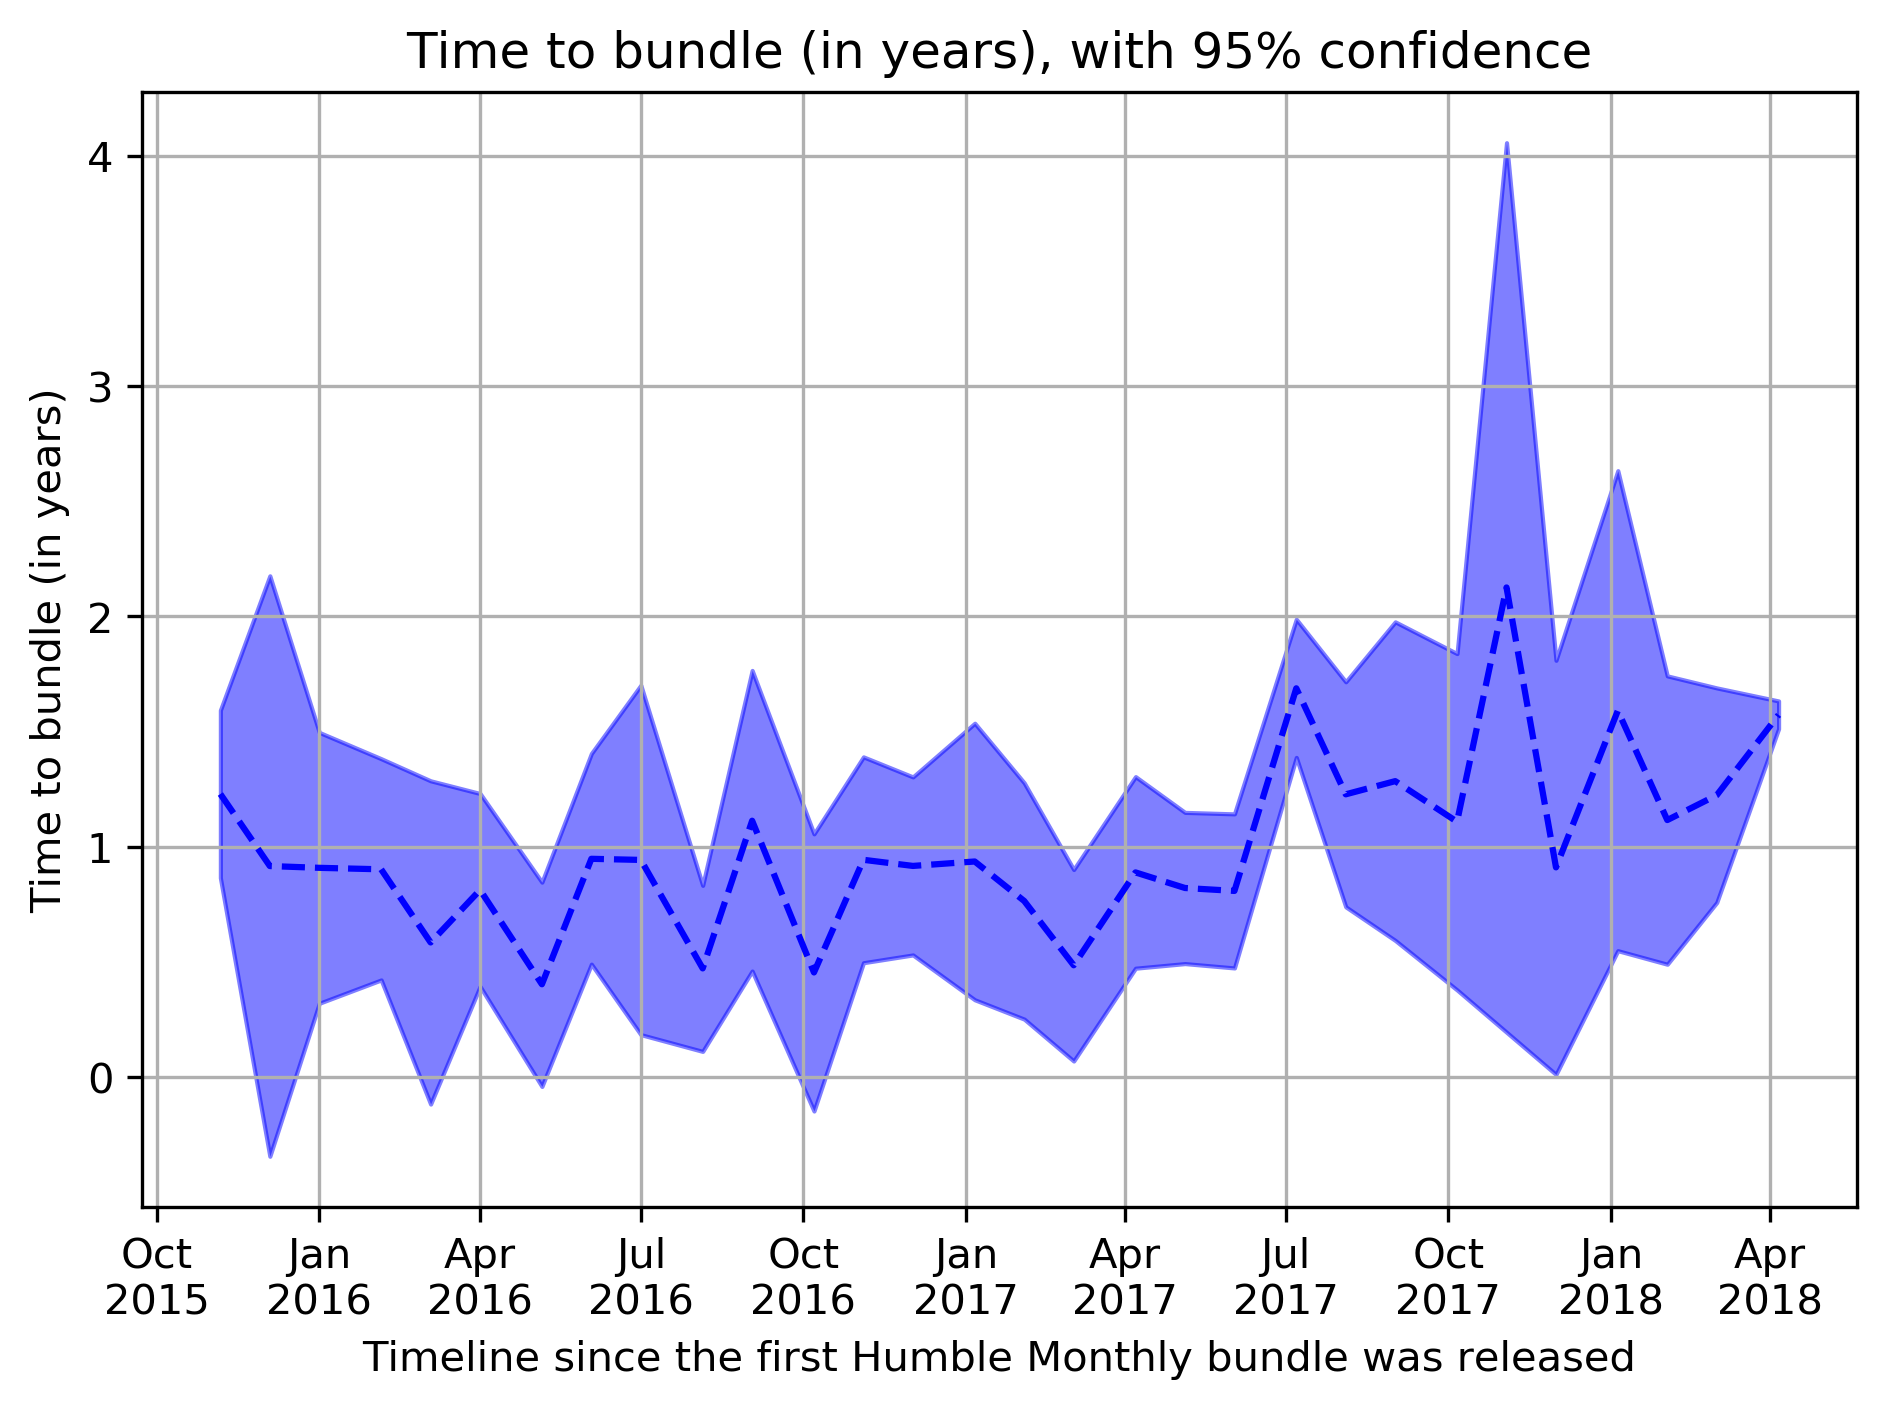 Time to bundle (in years), with 95% confidence
Time to bundle (in years)
4
3
2
1
0
Oct
2015
Jan
2016
Apr
2016
Jul
2016
Oct
2016
Jan
2017
Apr
2017
Jul
2017
Oct
2017
Jan
2018
Apr
2018
Timeline since the first Humble Monthly bundle was released